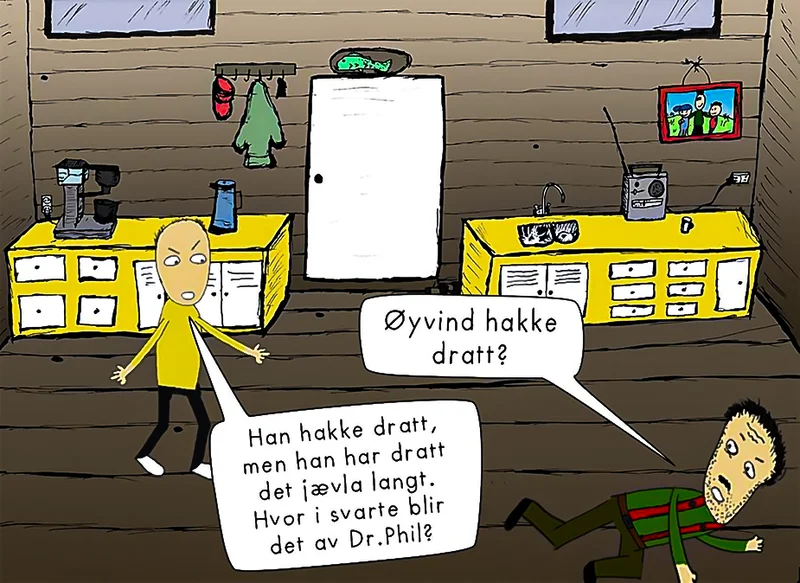 Øyvind hakke
dratt?
Han hakke dratt,
men han har dratt
det jævla langt.
Hvor i svarte blir
det av Dr.Phil?